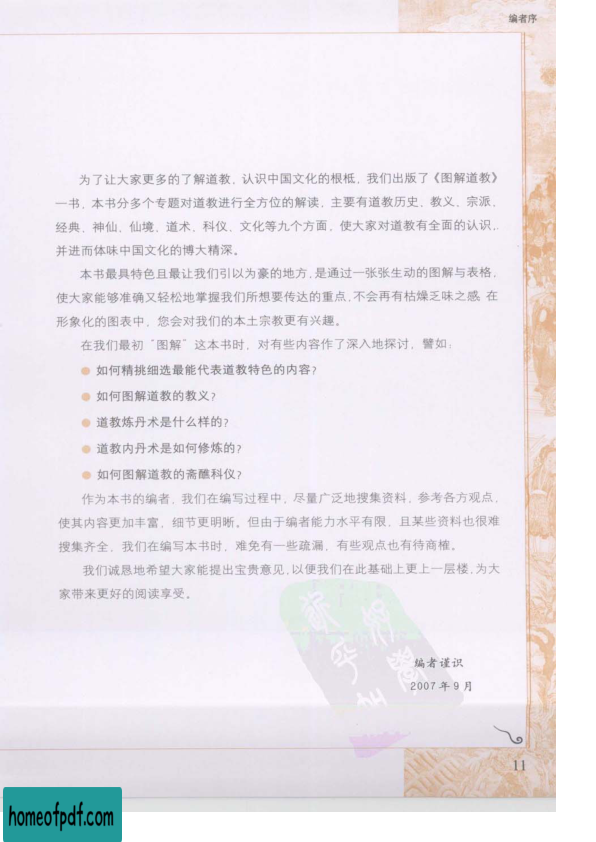 编者序
为了让大家更多的了解道教、认识中国文化的根柢，我们出版了《图解道教》
一书，本书分多个专题对道教进行全方位的解读，主要有道教历史、教义、宗派、
经典、神仙、仙境、道术、科仪、文化等九个方面，使大家对道教有全面的认识，
并进而体味中国文化的博大精深。
本书最具特色且最让我们引以为豪的地方，是通过一张张生动的图解与表格，
使大家能够准确又轻松地掌握我们所想要传达的重点，不会再有枯燥乏味之感。在
形象化的图表中，您会对我们的本土宗教更有兴趣。
在我们最初“图解”这本书时，对有些内容作了深入地探讨，譬如：
● 如何精挑细选最能代表道教特色的内容？
● 如何图解道教的教义？
● 道教炼丹术是什么样的？
● 道教内丹术是如何修炼的？
● 如何图解道教的斋醮科仪？
作为本书的编者，我们在编写过程中，尽量广泛地搜集资料，参考各方观点，
使其内容更加丰富，细节更明晰。但由于编者能力水平有限，且某些资料也很难
搜集齐全，我们在编写本书时，难免有一些疏漏，有些观点也有待商榷。
我们诚恳地希望大家能提出宝贵意见，以便我们在此基础上更上一层楼，为大
家带来更好的阅读享受。
编者谨识
2007年9月
11
homeofpdf.com